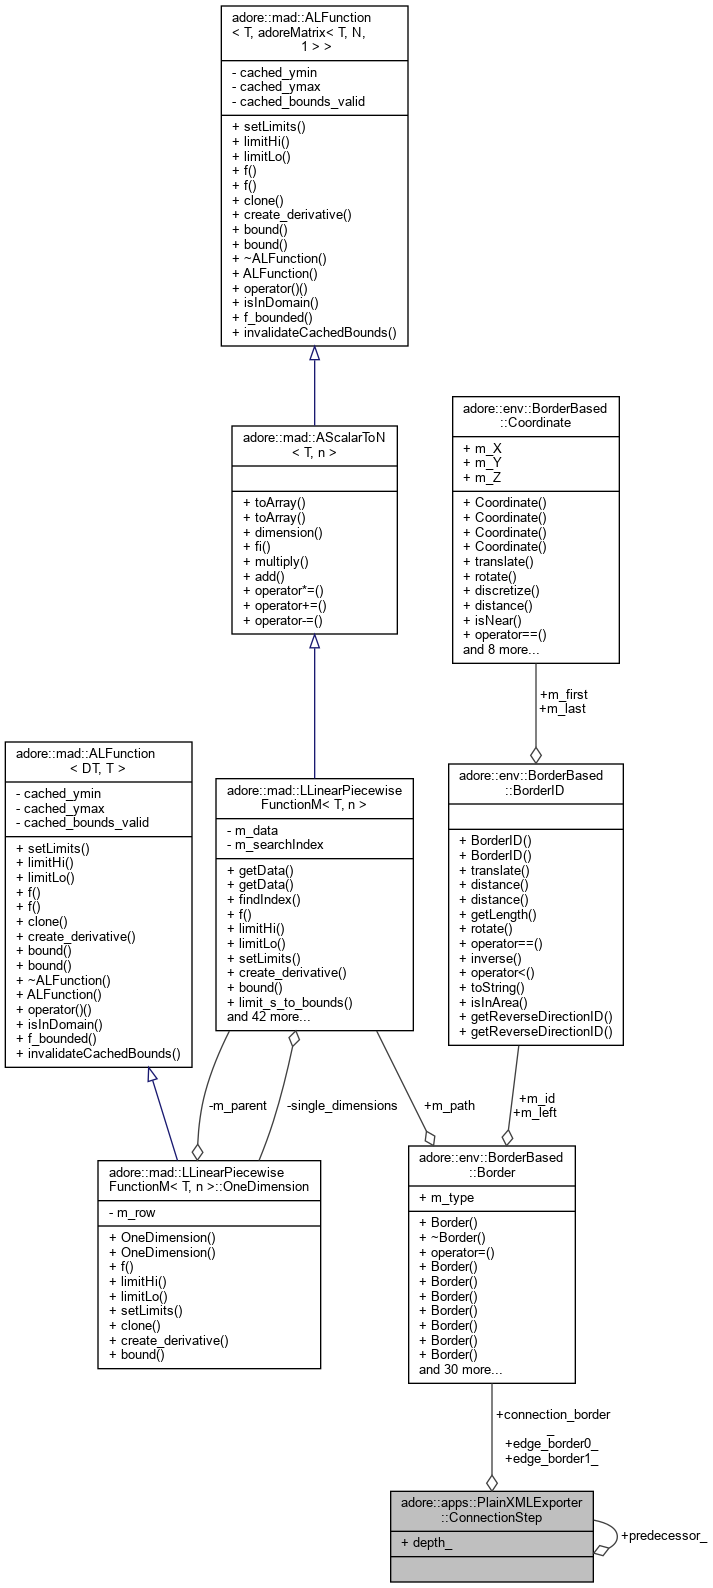 adore::mad::ALFunction
< T, adoreMatrix< T, N,
1 > >
- cached_ymin
- cached_ymax
- cached_bounds_valid
+ setLimits()
+ limitHi()
+ limitLo()
+ f()
+ f()
+ clone()
+ create_derivative()
+ bound()
+ bound()
+ ~ALFunction()
+ ALFunction()
+ operator()()
+ isInDomain()
+ f_bounded()
+ invalidateCachedBounds()
adore::mad::AScalarToN
< T, n >
+ toArray()
+ toArray()
+ dimension()
+ fi()
+ multiply()
+ add()
+ operator*=()
+ operator+=()
+ operator-=()
adore::env::BorderBased
::Coordinate
+ m_X
+ m_Y
+ m_Z
+ Coordinate()
+ Coordinate()
+ Coordinate()
+ Coordinate()
+ translate()
+ rotate()
+ discretize()
+ distance()
+ isNear()
+ operator==()
and 8 more...
+m_first
+m_last
adore::mad::ALFunction
< DT, T >
- cached_ymin
- cached_ymax
- cached_bounds_valid
+ setLimits()
+ limitHi()
+ limitLo()
+ f()
+ f()
+ clone()
+ create_derivative()
+ bound()
+ bound()
+ ~ALFunction()
+ ALFunction()
+ operator()()
+ isInDomain()
+ f_bounded()
+ invalidateCachedBounds()
adore::mad::LLinearPiecewise
FunctionM< T, n >
- m_data
- m_searchIndex
+ getData()
+ getData()
+ findIndex()
+ f()
+ limitHi()
+ limitLo()
+ setLimits()
+ create_derivative()
+ bound()
+ limit_s_to_bounds()
and 42 more...
adore::env::BorderBased
::BorderID
+ BorderID()
+ BorderID()
+ translate()
+ distance()
+ distance()
+ getLength()
+ rotate()
+ operator==()
+ inverse()
+ operator<()
+ toString()
+ isInArea()
+ getReverseDirectionID()
+ getReverseDirectionID()
-m_parent
-single_dimensions
+m_path
+m_id
+m_left
adore::mad::LLinearPiecewise
FunctionM< T, n >::OneDimension
- m_row
+ OneDimension()
+ OneDimension()
+ f()
+ limitHi()
+ limitLo()
+ setLimits()
+ clone()
+ create_derivative()
+ bound()
adore::env::BorderBased
::Border
+ m_type
+ Border()
+ ~Border()
+ operator=()
+ Border()
+ Border()
+ Border()
+ Border()
+ Border()
+ Border()
+ Border()
and 30 more...
+connection_border
_
+edge_border0_
+edge_border1_
adore::apps::PlainXMLExporter
::ConnectionStep
+ depth_
+predecessor_